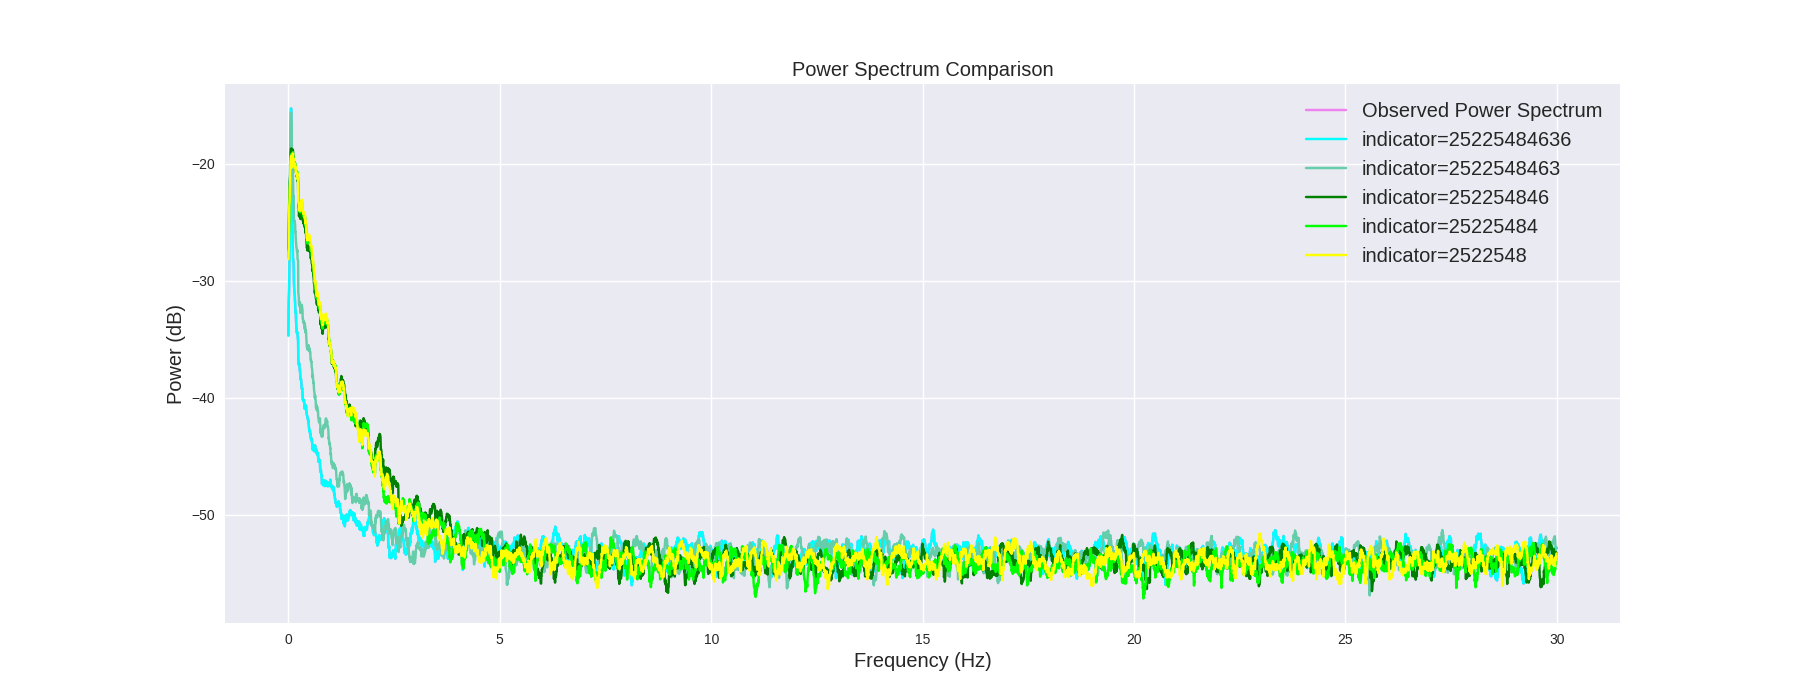 Power Spectrum Comparison
Observed Power Spectrum
indicator=25225484636
indicator=2522548463
indicator=252254846
indicator=25225484
indicator=2522548
Power (dB)
−20
−30
−40
−50
0 5 10 15 20 25 30
Frequency (Hz)